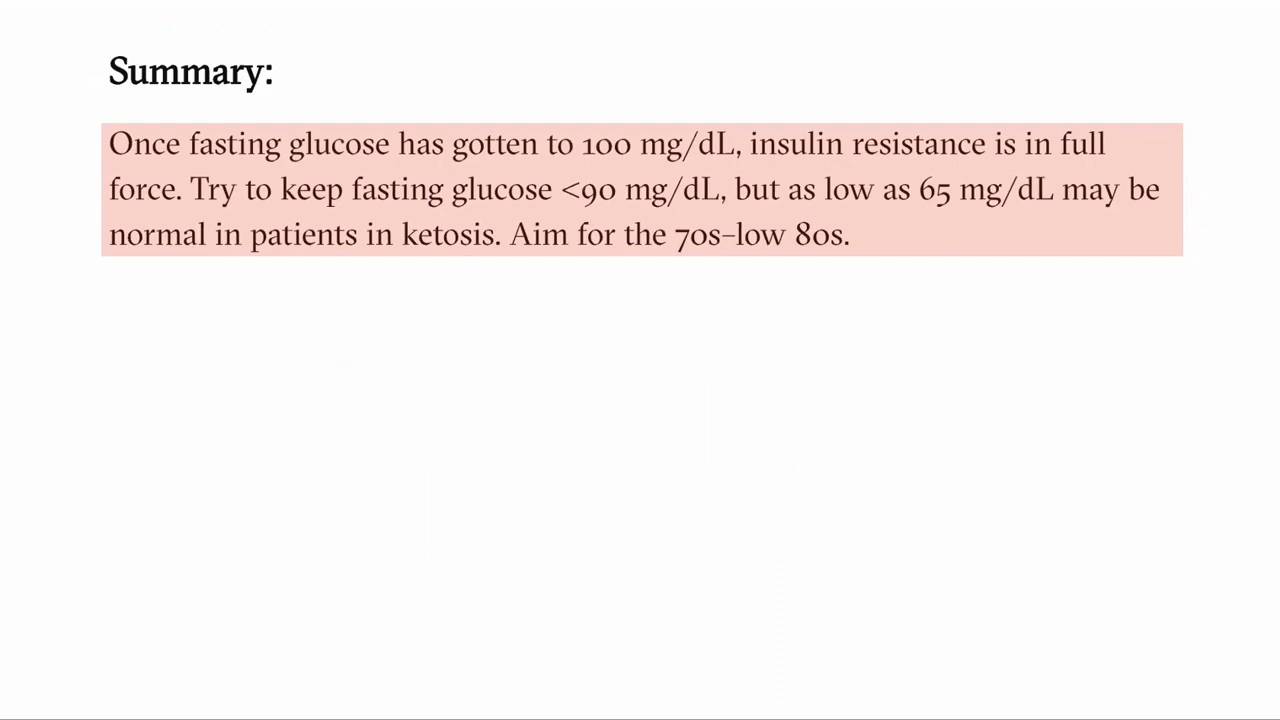 Summary:
Once fasting glucose has gotten to 100 mg/dL, insulin resistance is in full
force. Try to keep fasting glucose <90 mg/dL, but as low as 65 mg/dL may be
normal in patients in ketosis. Aim for the 70s–low 80s.